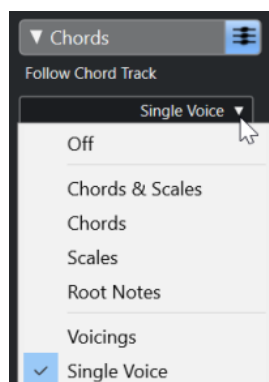 Chords
Follow Chord Track
Single Voice
Off
Chords & Scales
Chords
Scales
Root Notes
Voicings
Single Voice